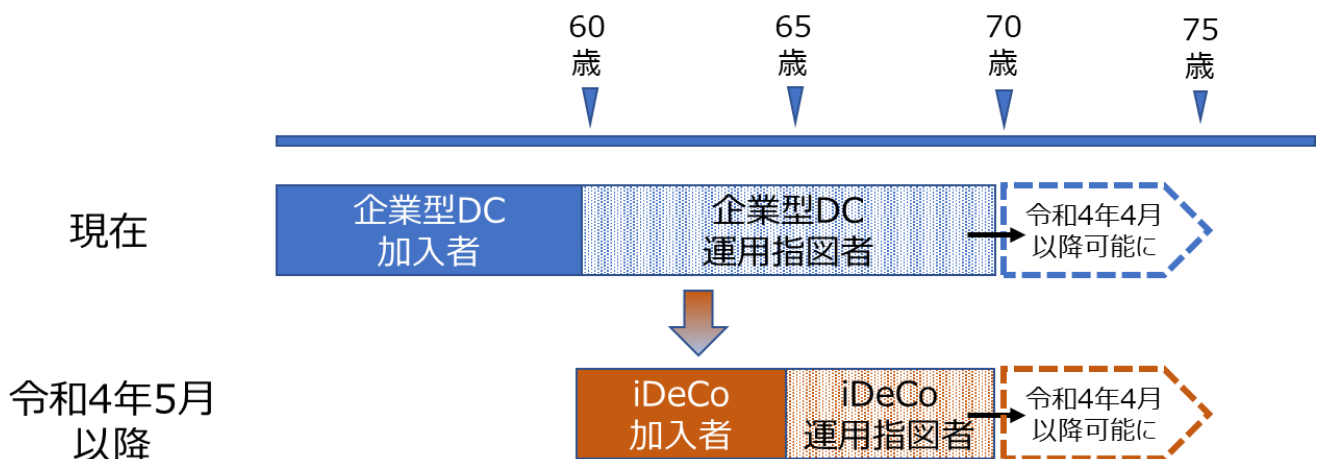 60
歳
65
歳
70
歳
75
歳
現在
企業型DC
加入者
企業型DC
運用指図者
令和4年4月
以降可能に
令和4年5月
以降
iDeCo
加入者
iDeCo
運用指図者
令和4年4月
以降可能に